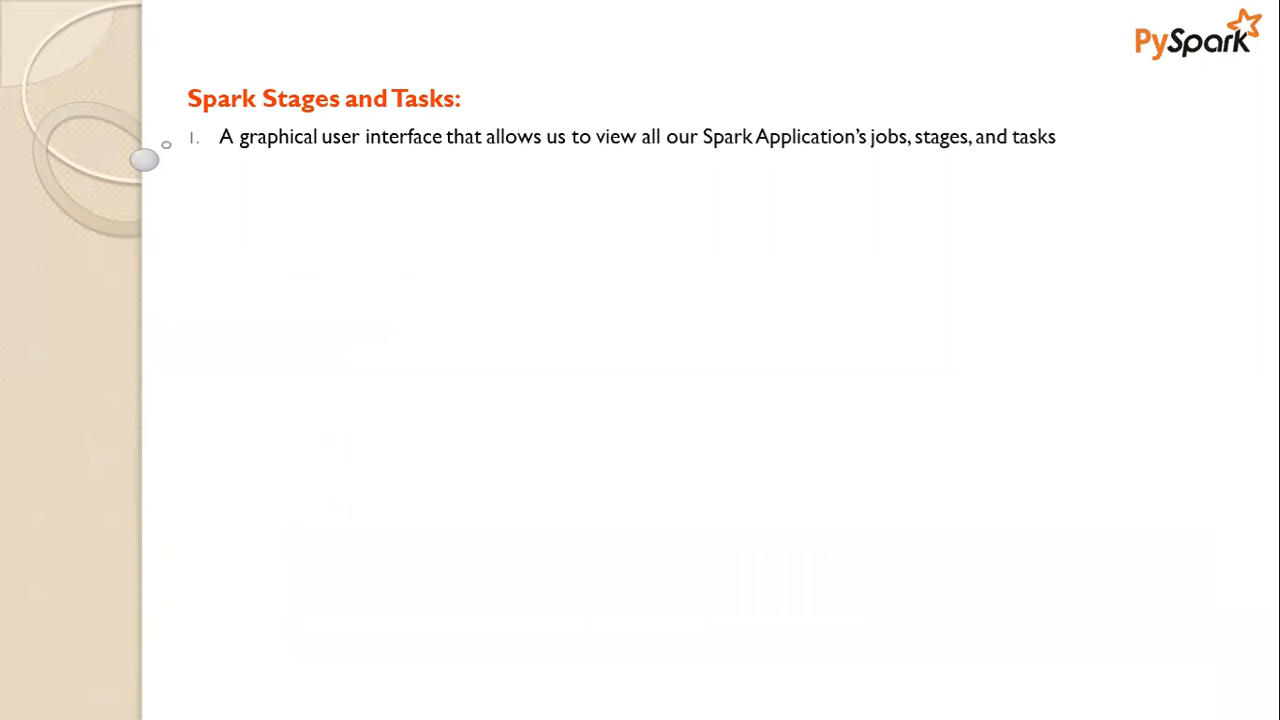 PySpark
Spark Stages and Tasks:
1. A graphical user interface that allows us to view all our Spark Application's jobs, stages, and tasks